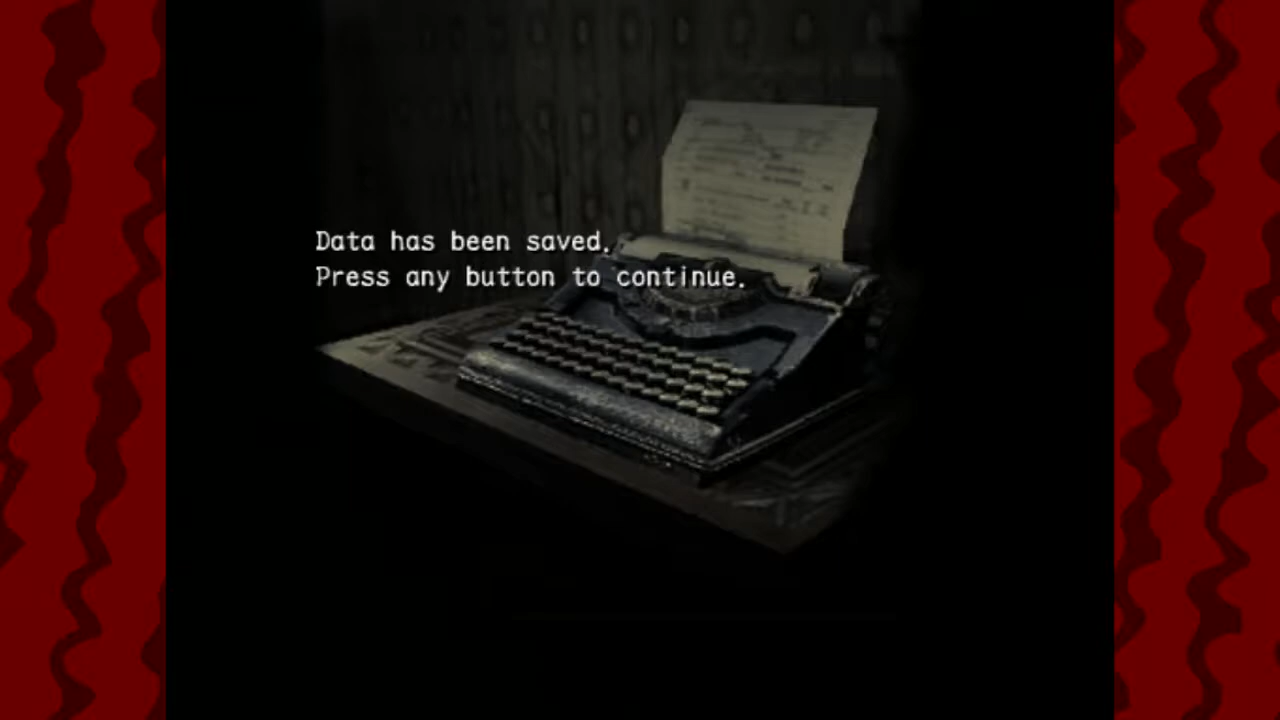 Data has been saved.
Press any button to continue.